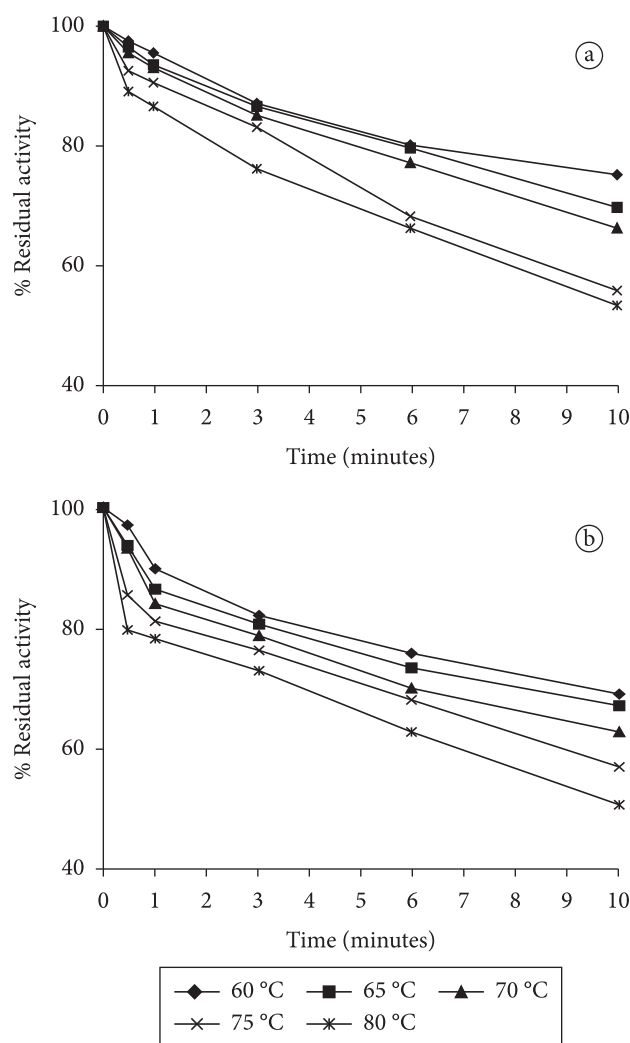 100
80
60
40
% Residual activity
a
0 1 2 3 4 5 6 7 8 9 10
Time (minutes)
100
80
60
40
% Residual activity
b
0 1 2 3 4 5 6 7 8 9 10
Time (minutes)
60 °C 65 °C 70 °C
75 °C 80 °C